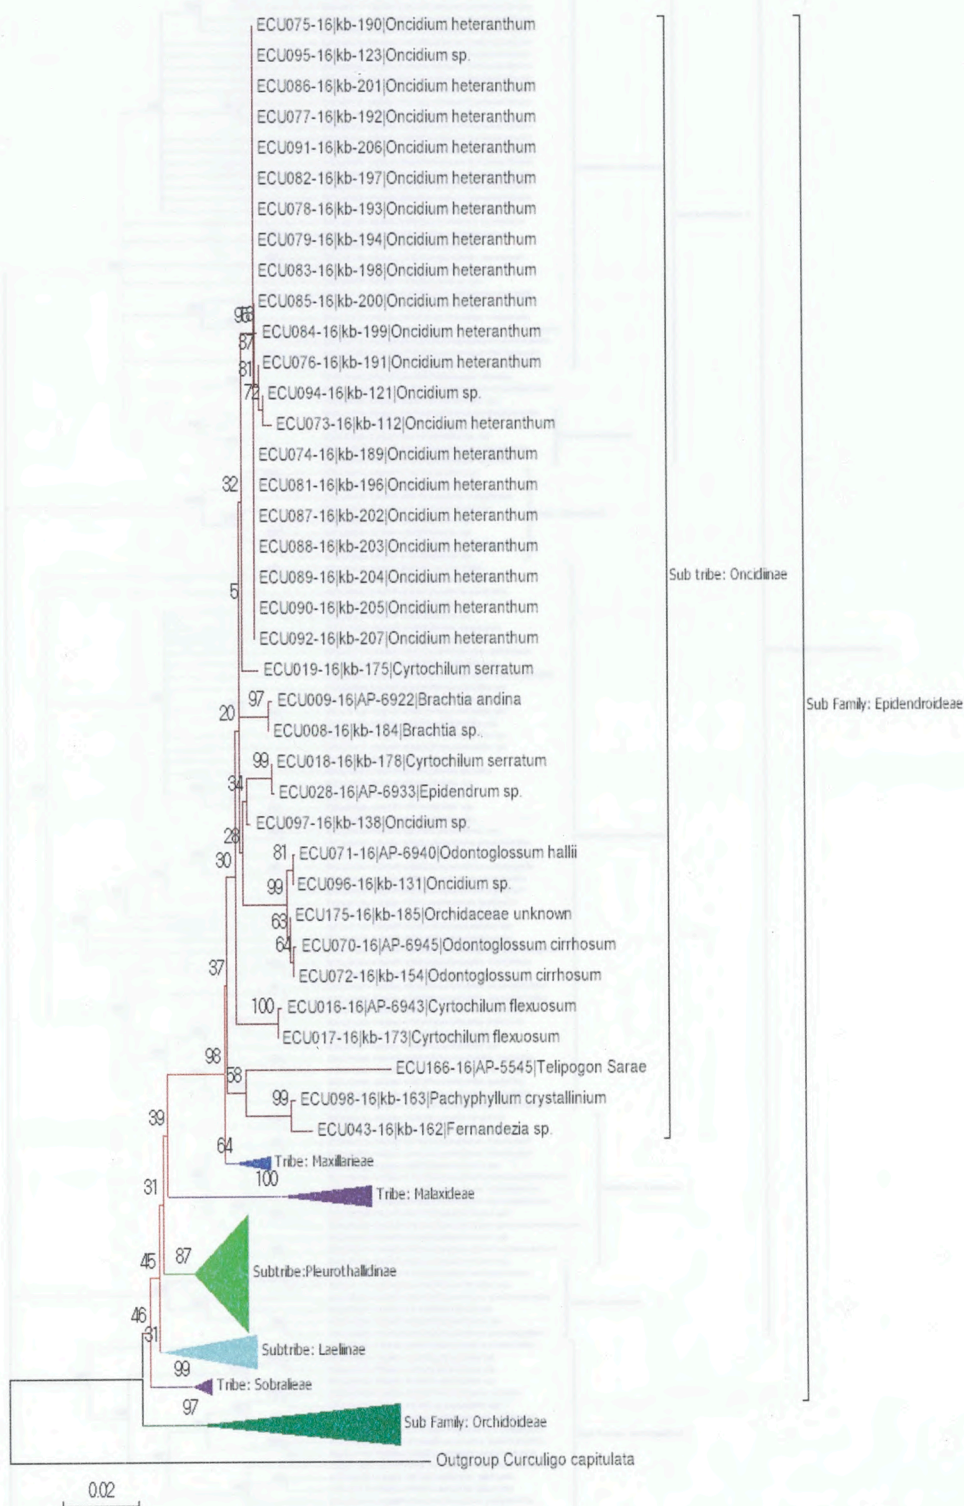 ECU075-16|kb-190|Oncidium heteranthum
ECU095-16|kb-123|Oncidium sp.
ECU086-16|kb-201|Oncidium heteranthum
ECU077-16|kb-192|Oncidium heteranthum
ECU091-16|kb-206|Oncidium heteranthum
ECU082-16|kb-197|Oncidium heteranthum
ECU078-16|kb-193|Oncidium heteranthum
ECU079-16|kb-194|Oncidium heteranthum
ECU083-16|kb-198|Oncidium heteranthum
ECU085-16|kb-200|Oncidium heteranthum
ECU084-16|kb-199|Oncidium heteranthum
87
ECU076-16|kb-191|Oncidium heteranthum
81
ECU094-16|kb-121|Oncidium sp.
72
ECU073-16|kb-112|Oncidium heteranthum
ECU074-16|kb-189|Oncidium heteranthum
32
ECU081-16|kb-196|Oncidium heteranthum
ECU087-16|kb-202|Oncidium heteranthum
ECU088-16|kb-203|Oncidium heteranthum
ECU089-16|kb-204|Oncidium heteranthum
Sub tribe: Oncidiinae
5
ECU090-16|kb-205|Oncidium heteranthum
ECU092-16|kb-207|Oncidium heteranthum
ECU019-16|kb-175|Cyrtochilum serratum
97
ECU009-16|AP-6922|Brachtia andina
Sub Family: Epidendroideae
20
ECU008-16|kb-184|Brachtia sp.
99
ECU018-16|kb-178|Cyrtochilum serratum
34
ECU028-16|AP-6933|Epidendrum sp.
ECU097-16|kb-138|Oncidium sp.
28
30
81
ECU071-16|AP-6940|Odontoglossum hallii
99
ECU096-16|kb-131|Oncidium sp.
63
ECU175-16|kb-185|Orchidaceae unknown
64
ECU070-16|AP-6945|Odontoglossum cirrhosum
37
ECU072-16|kb-154|Odontoglossum cirrhosum
100
ECU016-16|AP-6943|Cyrtochilum flexuosum
ECU017-16|kb-173|Cyrtochilum flexuosum
98
58
ECU166-16|AP-5545|Telipogon Sarae
99
ECU098-16|kb-163|Pachyphyllum crystallinium
39
ECU043-16|kb-162|Fernandezia sp.
64
Tribe: Maxillarieae
31
100
Tribe: Malaxideae
45
87
Subtribe:Pleurothallidinae
46
31
Subtribe: Laeliinae
99
Tribe: Sobralieae
97
Sub Family: Orchidoideae
Outgroup Curculigo capitulata
0.02